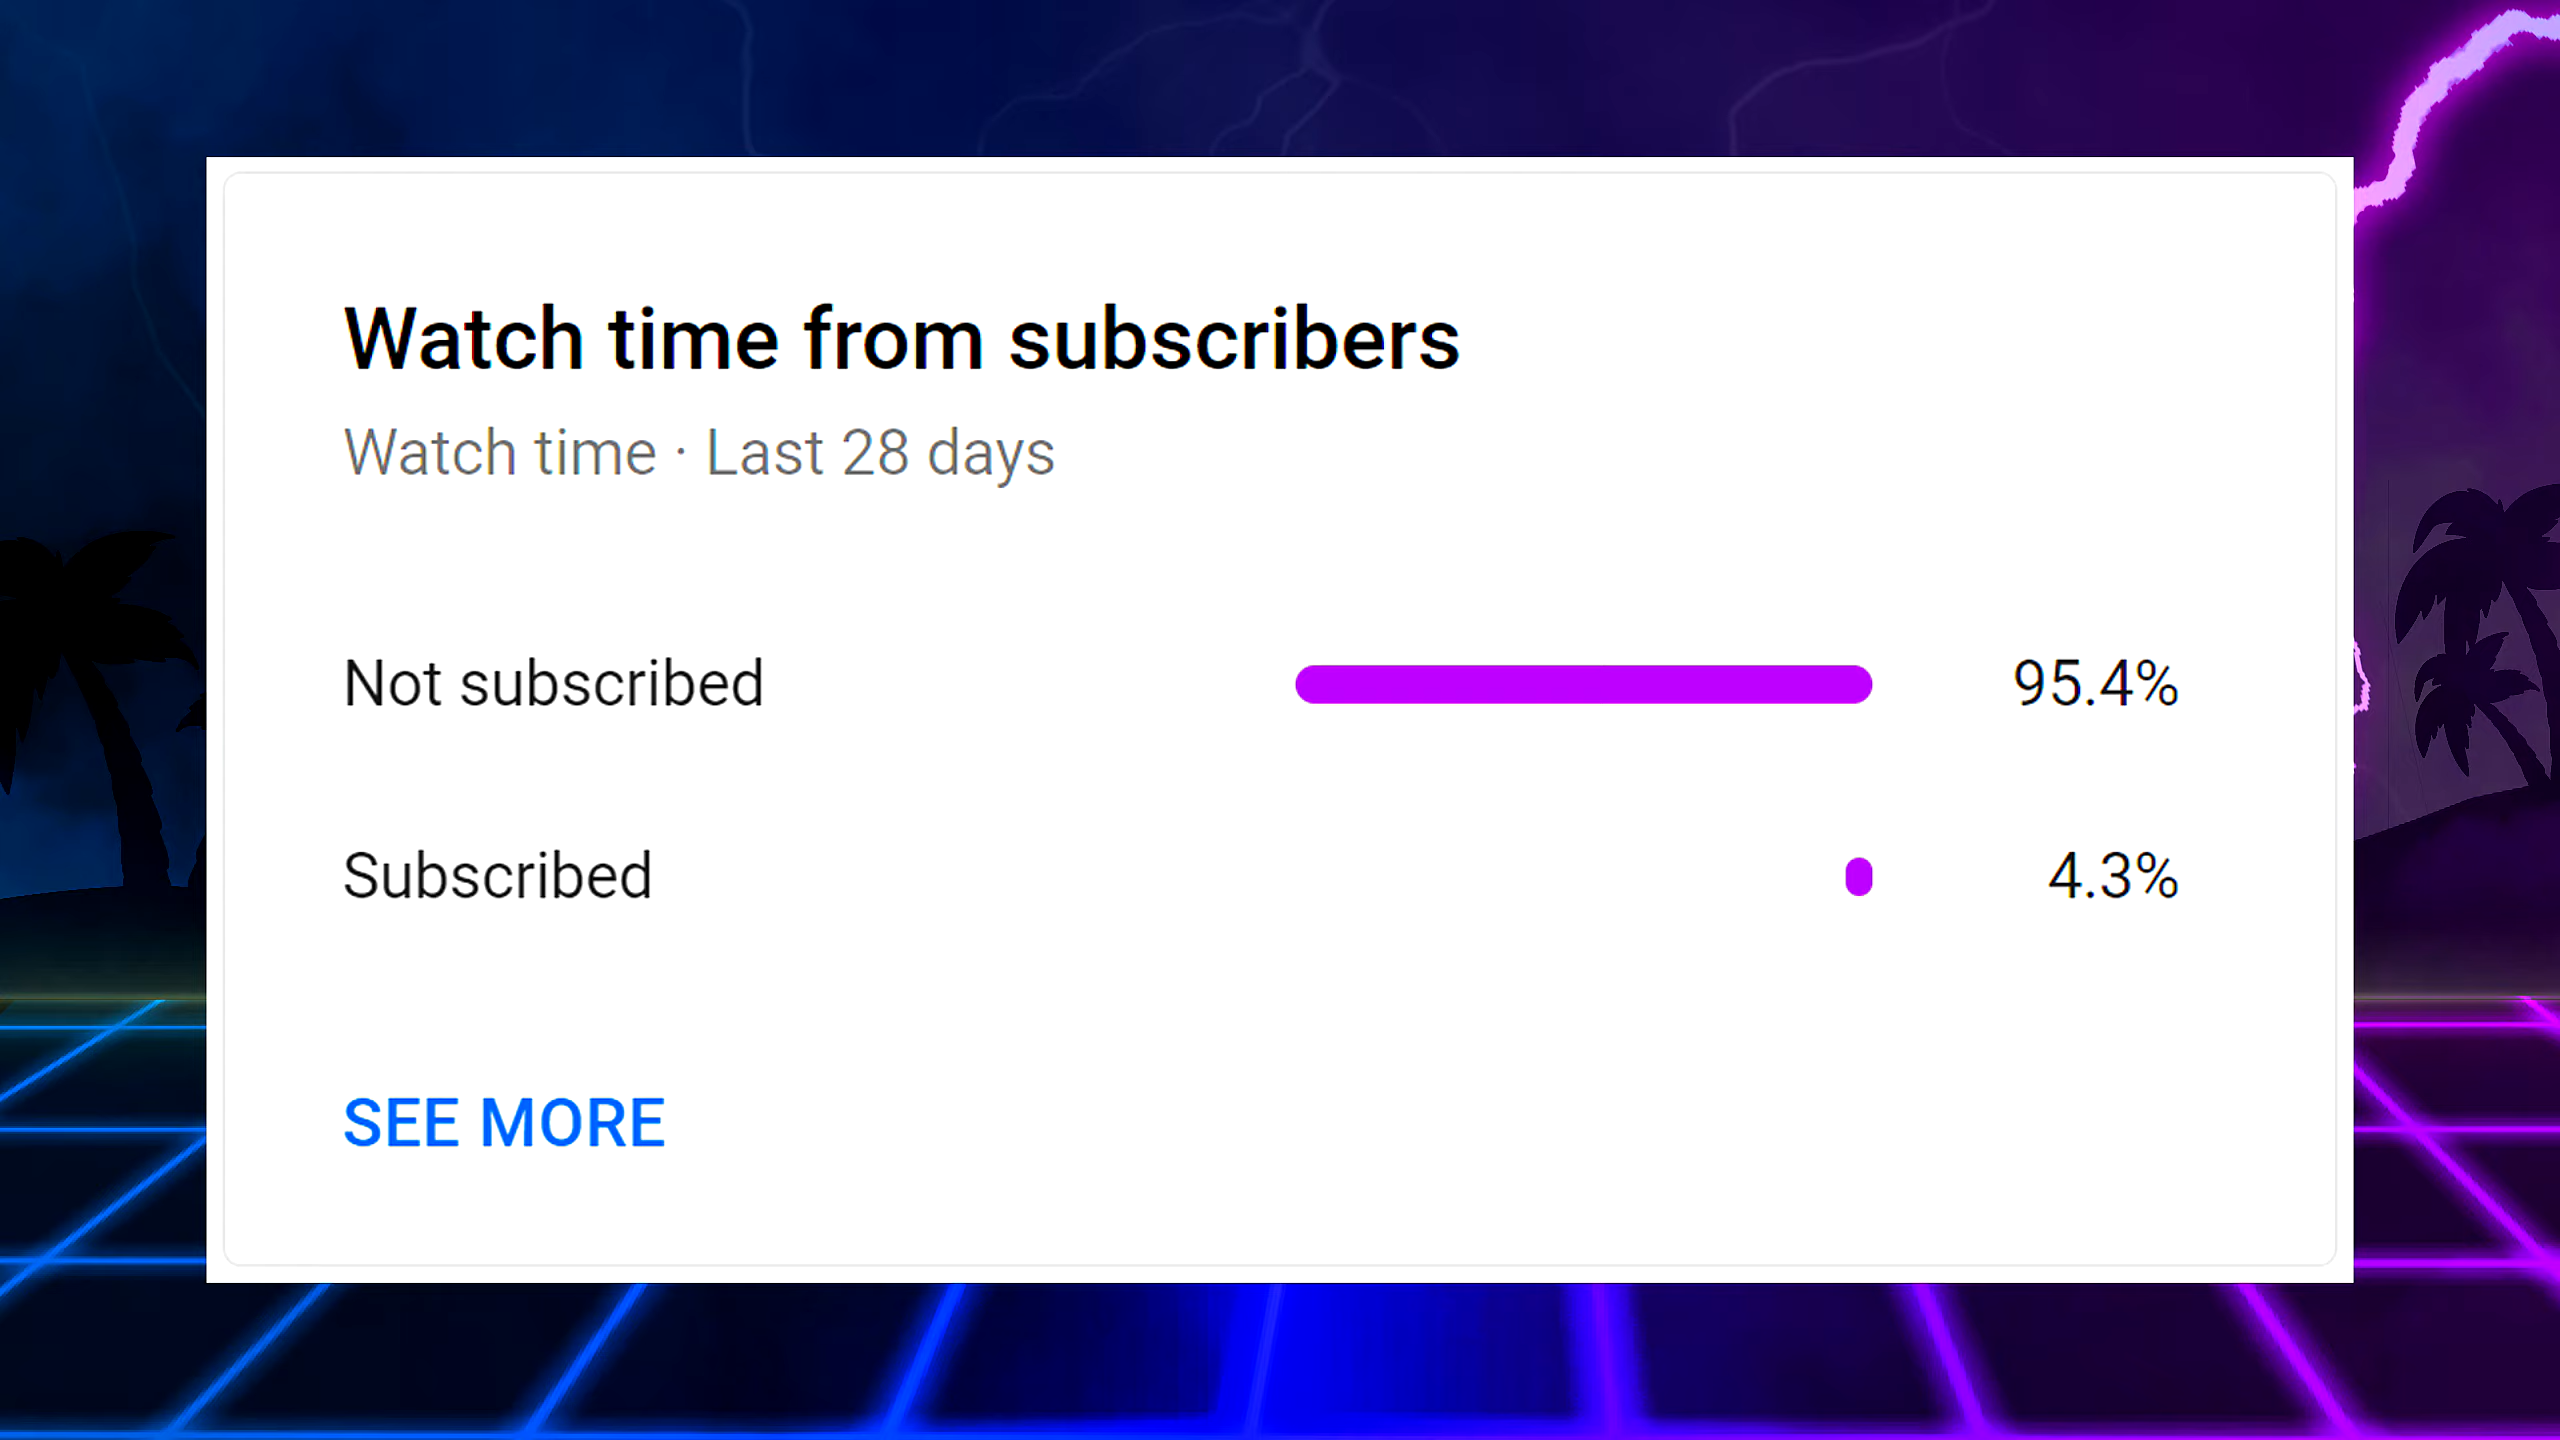 Watch time from subscribers
Watch time · Last 28 days
Not subscribed 95.4%
Subscribed 4.3%
SEE MORE